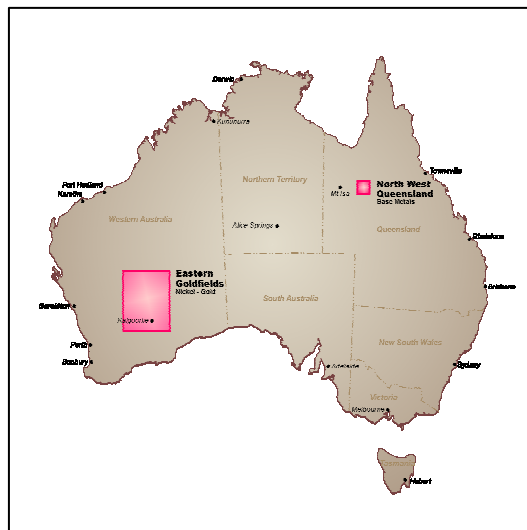 Darwin
Kununurra
Townsville
Northern Territory
Port Hedland
Karratha
Mt Isa
North West
Queensland
Base Metals
Western Australia
Alice Springs
Queensland
Eastern
Goldfields
Nickel - Gold
South Australia
Brisbane
Geraldton
Kalgoorlie
Perth
New South Wales
Bunbury
Adelaide
Sydney
Victoria
Melbourne
Tasmania
Hobart